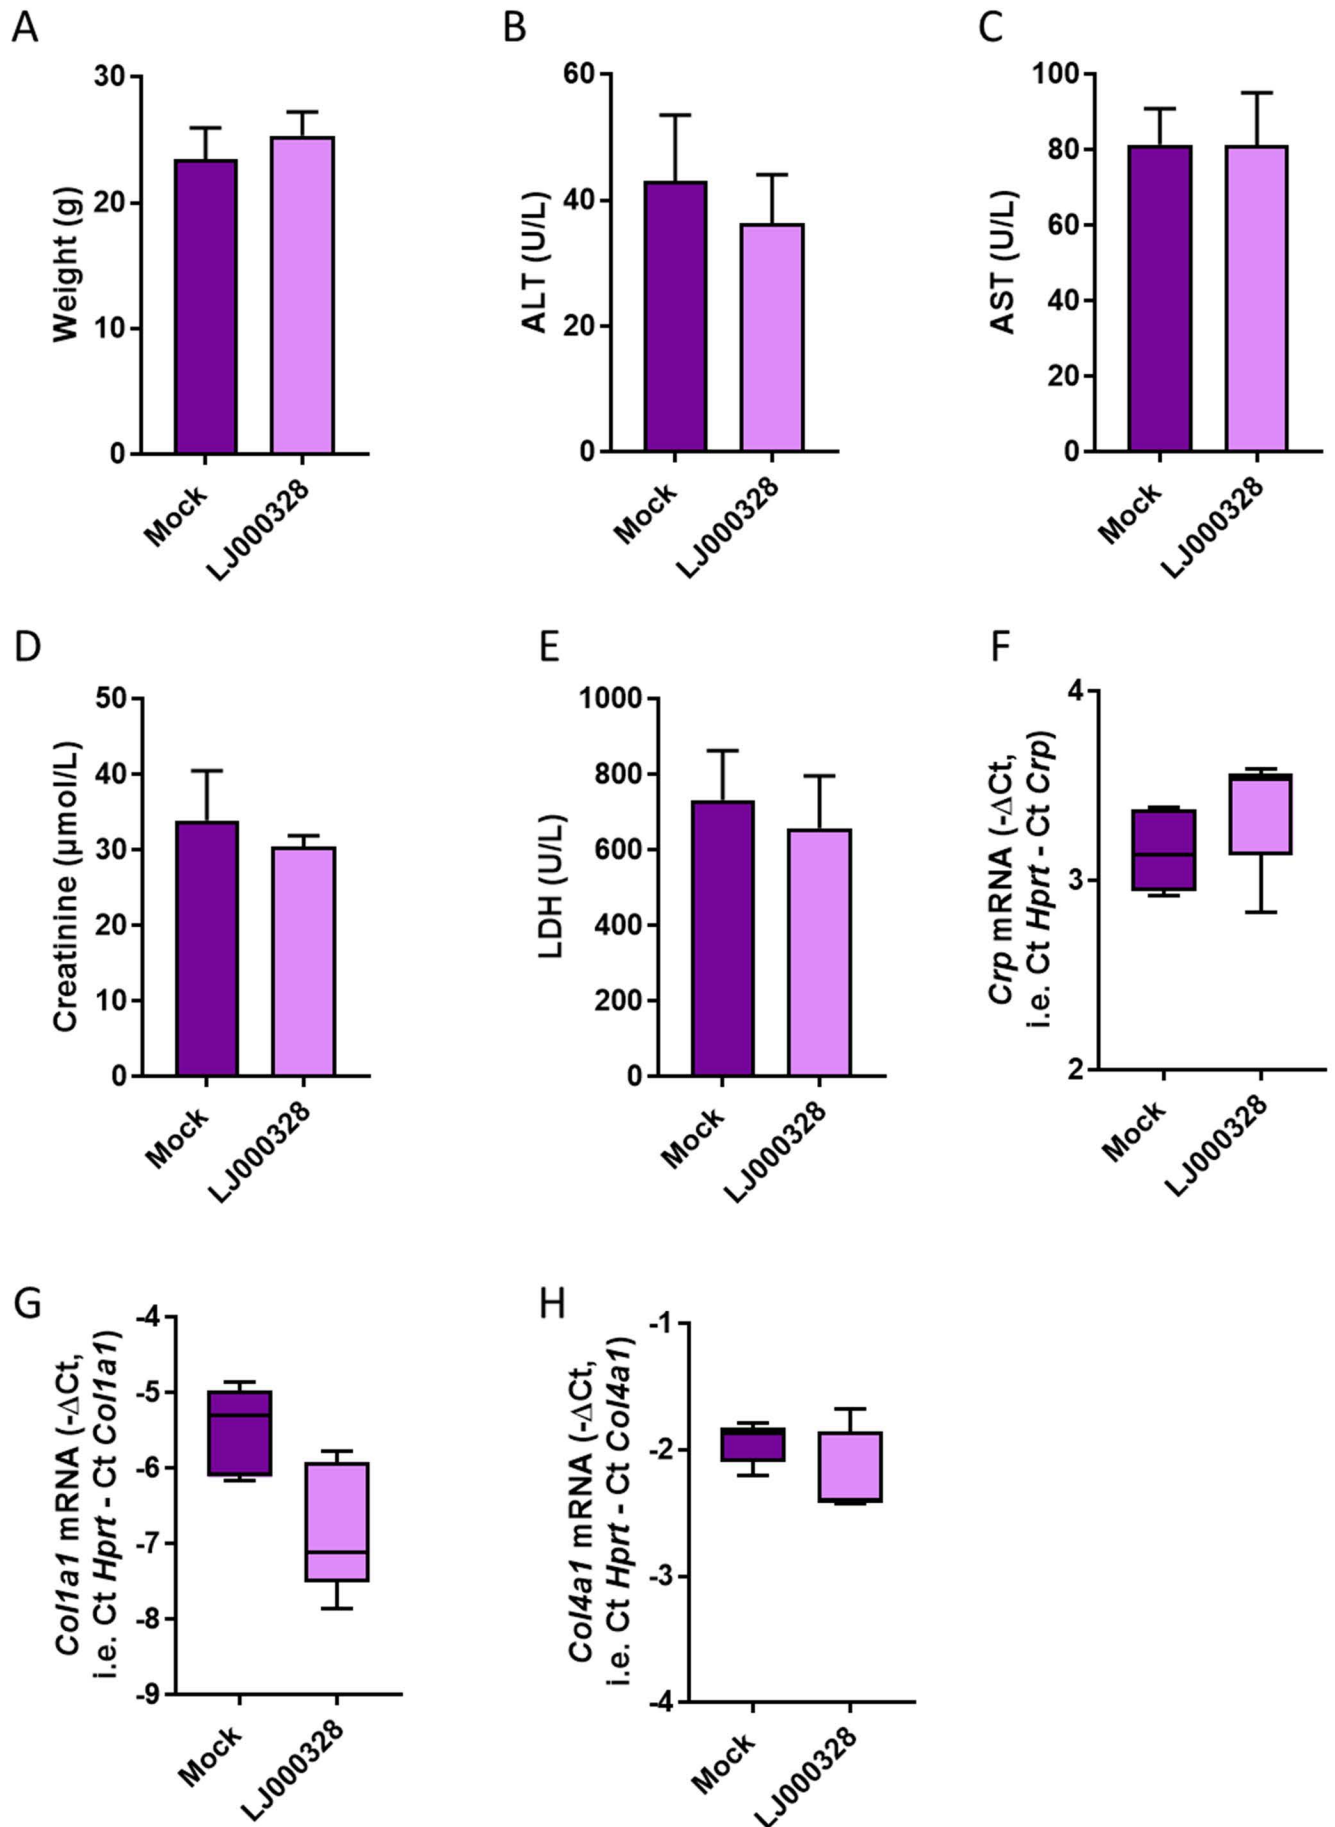 A
Weight (g)
30
20
10
0
Mock
LJ000328
B
ALT (U/L)
60
40
20
0
Mock
LJ000328
C
AST (U/L)
100
80
60
40
20
0
Mock
LJ000328
D
Creatinine (µmol/L)
50
40
30
20
10
0
Mock
LJ000328
E
LDH (U/L)
1000
800
600
400
200
0
Mock
LJ000328
F
Crp mRNA (-ΔCt,
i.e. Ct Hprt - Ct Crp)
4
3
2
Mock
LJ000328
G
Col1a1 mRNA (-ΔCt,
i.e. Ct Hprt - Ct Col1a1)
-4
-5
-6
-7
-8
-9
Mock
LJ000328
H
Col4a1 mRNA (-ΔCt,
i.e. Ct Hprt - Ct Col4a1)
-1
-2
-3
-4
Mock
LJ000328